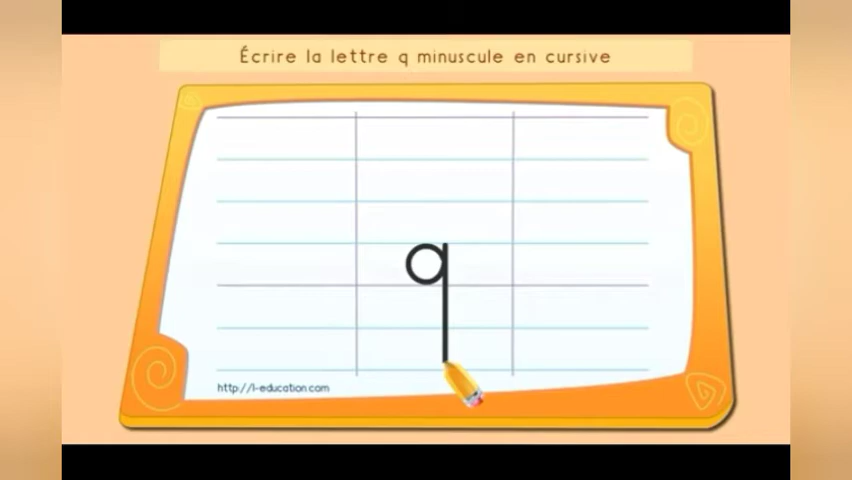 Écrire la lettre q minuscule en cursive
q
http://l-education.com